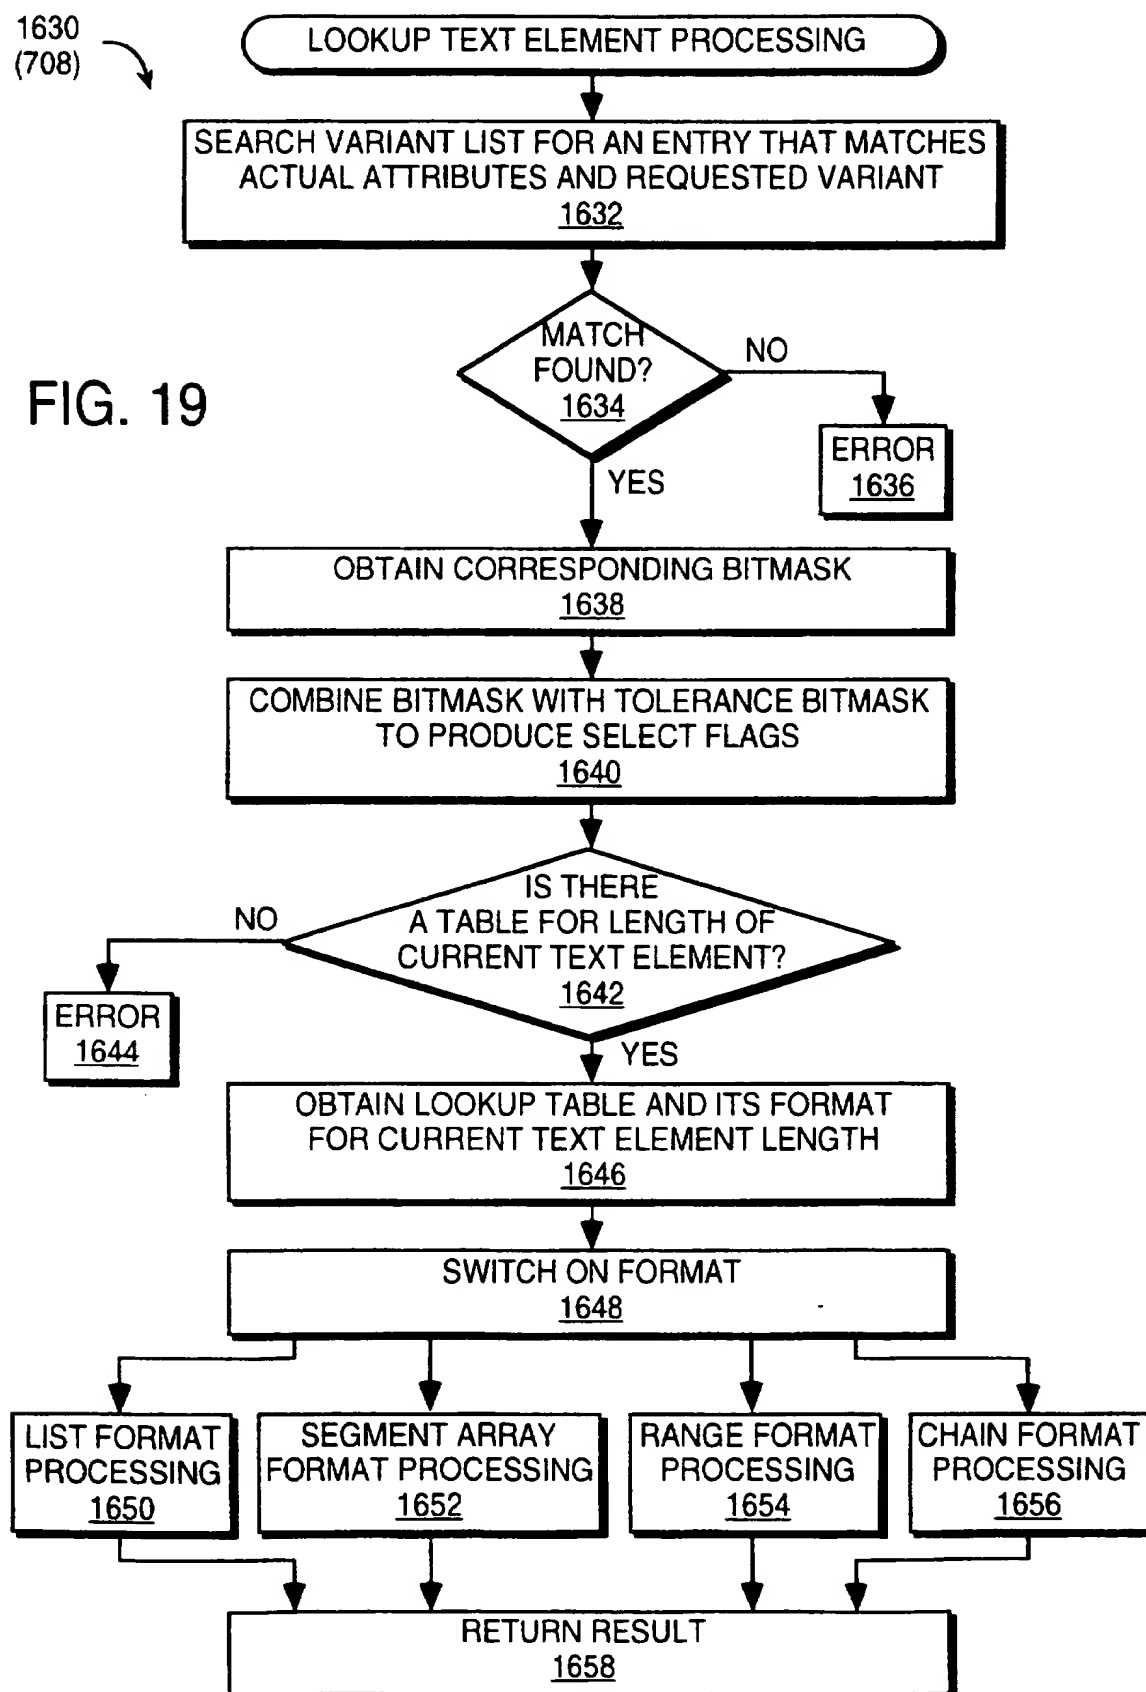 1630
(708)
LOOKUP TEXT ELEMENT PROCESSING
SEARCH VARIANT LIST FOR AN ENTRY THAT MATCHES
ACTUAL ATTRIBUTES AND REQUESTED VARIANT
1632
MATCH
FOUND?
1634
NO
FIG. 19
ERROR
1636
YES
OBTAIN CORRESPONDING BITMASK
1638
COMBINE BITMASK WITH TOLERANCE BITMASK
TO PRODUCE SELECT FLAGS
1640
IS THERE
A TABLE FOR LENGTH OF
CURRENT TEXT ELEMENT?
1642
NO
ERROR
1644
YES
OBTAIN LOOKUP TABLE AND ITS FORMAT
FOR CURRENT TEXT ELEMENT LENGTH
1646
SWITCH ON FORMAT
1648
LIST FORMAT
PROCESSING
1650
SEGMENT ARRAY
FORMAT PROCESSING
1652
RANGE FORMAT
PROCESSING
1654
CHAIN FORMAT
PROCESSING
1656
RETURN RESULT
1658